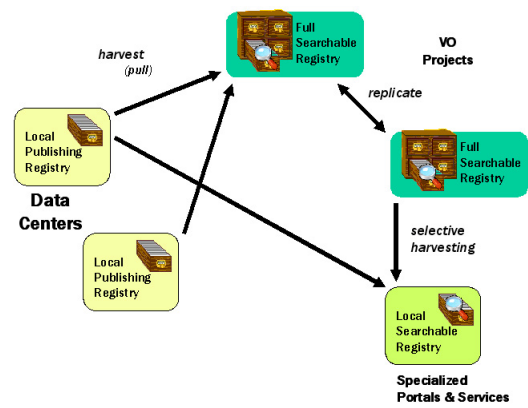 Full
Searchable
Registry
VO
Projects
harvest
(pull)
replicate
Local
Publishing
Registry
Data
Centers
Full
Searchable
Registry
Local
Publishing
Registry
selective
harvesting
Local
Searchable
Registry
Specialized
Portals & Services